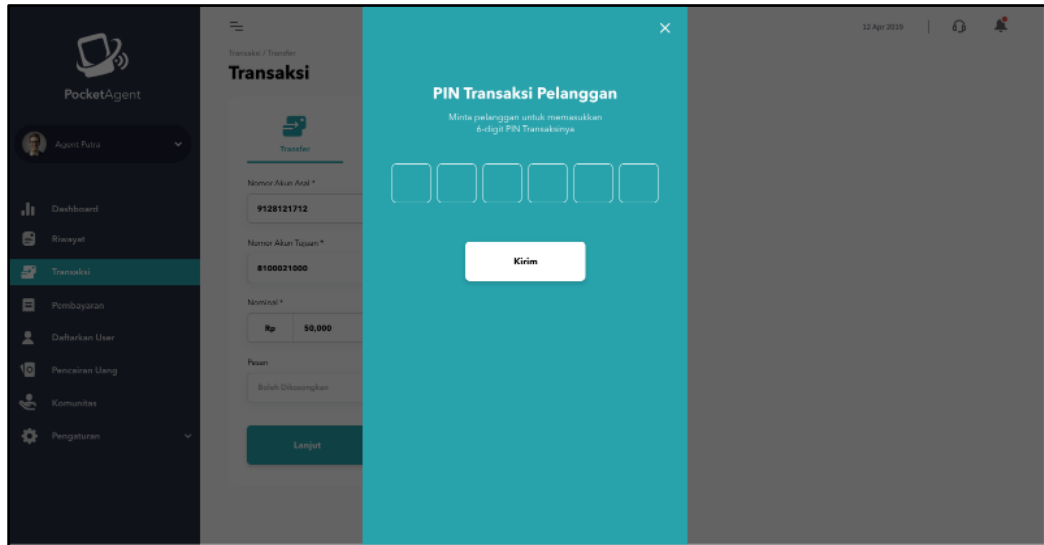 PocketAgent
Agent Putra
Dashboard
Riwayat
Transaksi
Pembayaran
Daftarkan User
Pencairan Uang
Komunitas
Pengaturan
Transaksi / Transfer
Transaksi
Transfer
Nomor Akun Asal *
9128121712
Nomor Akun Tujuan *
8100021000
Nominal *
Rp 50,000
Pesan
Boleh Dikosongkan
Lanjut
PIN Transaksi Pelanggan
Minta pelanggan untuk memasukkan
6-digit PIN Transaksinya
Kirim
12 Apr 2019